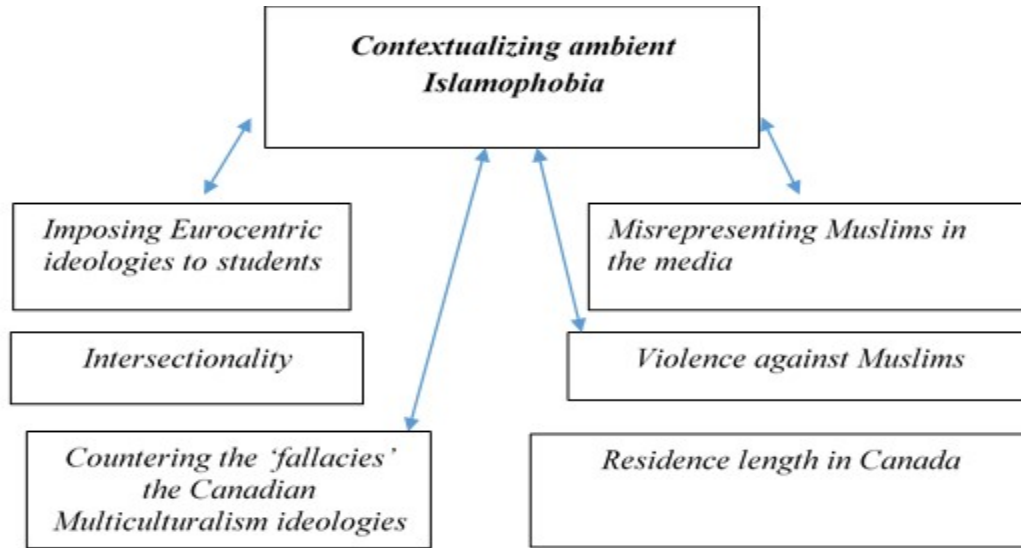 Contextualizing ambient
Islamophobia
Imposing Eurocentric
ideologies to students
Misrepresenting Muslims in
the media
Intersectionality
Violence against Muslims
Countering the ‘fallacies’
the Canadian
Multiculturalism ideologies
Residence length in Canada